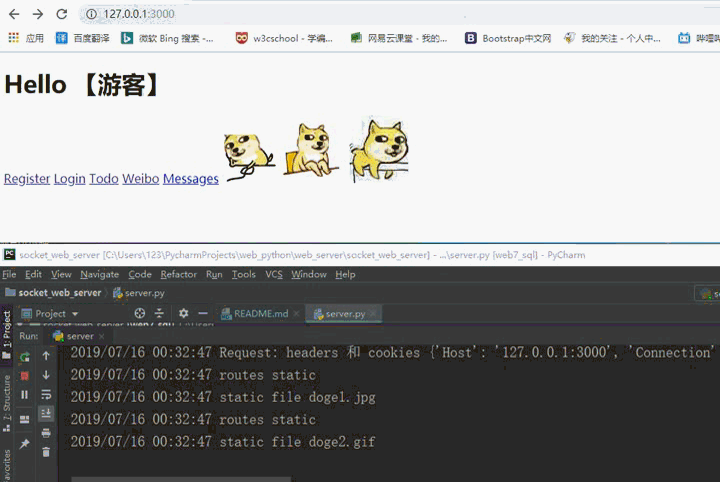 127.0.0.1:3000
应用 百度翻译 微软 Bing 搜索 -... w3cschool - 学编... 网易云课堂 - 我的... Bootstrap中文网 我的关注 - 个人中... 哔哩哔
Hello 【游客】
Register Login Todo Weibo Messages
socket_web_server [C:\Users\123\PycharmProjects\web_python\web_server\socket_web_server] - ...\server.py [web7_sql] - PyCharm
File Edit View Navigate Code Refactor Run Tools VCS Window Help
socket_web_server server.py
1: Project Project README.md server.py
Run: server
2019/07/16 00:32:47 Request: headers 和 cookies {'Host': '127.0.0.1:3000', 'Connection'
2019/07/16 00:32:47 routes static
2019/07/16 00:32:47 static file doge1.jpg
2019/07/16 00:32:47 routes static
2019/07/16 00:32:47 static file doge2.gif
Z: Structure
avorites